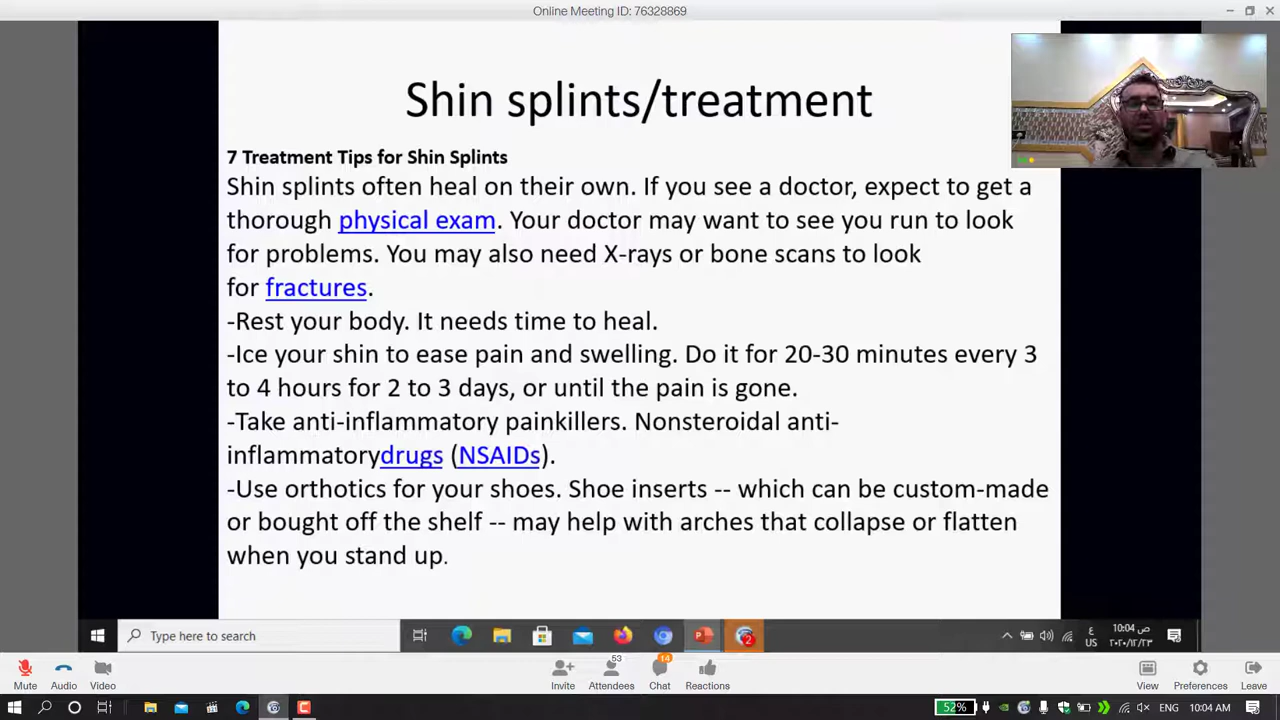 Online Meeting ID: 76328869
Shin splints/treatment
7 Treatment Tips for Shin Splints
Shin splints often heal on their own. If you see a doctor, expect to get a
thorough physical exam. Your doctor may want to see you run to look
for problems. You may also need X-rays or bone scans to look
for fractures.
-Rest your body. It needs time to heal.
-Ice your shin to ease pain and swelling. Do it for 20-30 minutes every 3
to 4 hours for 2 to 3 days, or until the pain is gone.
-Take anti-inflammatory painkillers. Nonsteroidal anti-
inflammatorydrugs (NSAIDs).
-Use orthotics for your shoes. Shoe inserts -- which can be custom-made
or bought off the shelf -- may help with arches that collapse or flatten
when you stand up.
Type here to search
2
ع
US
10:04 ص
٢٠٢٠/١٢/٢٣
53
14
Mute
Audio
Video
Invite
Attendees
Chat
Reactions
View
Preferences
Leave
52%
ENG
10:04 AM